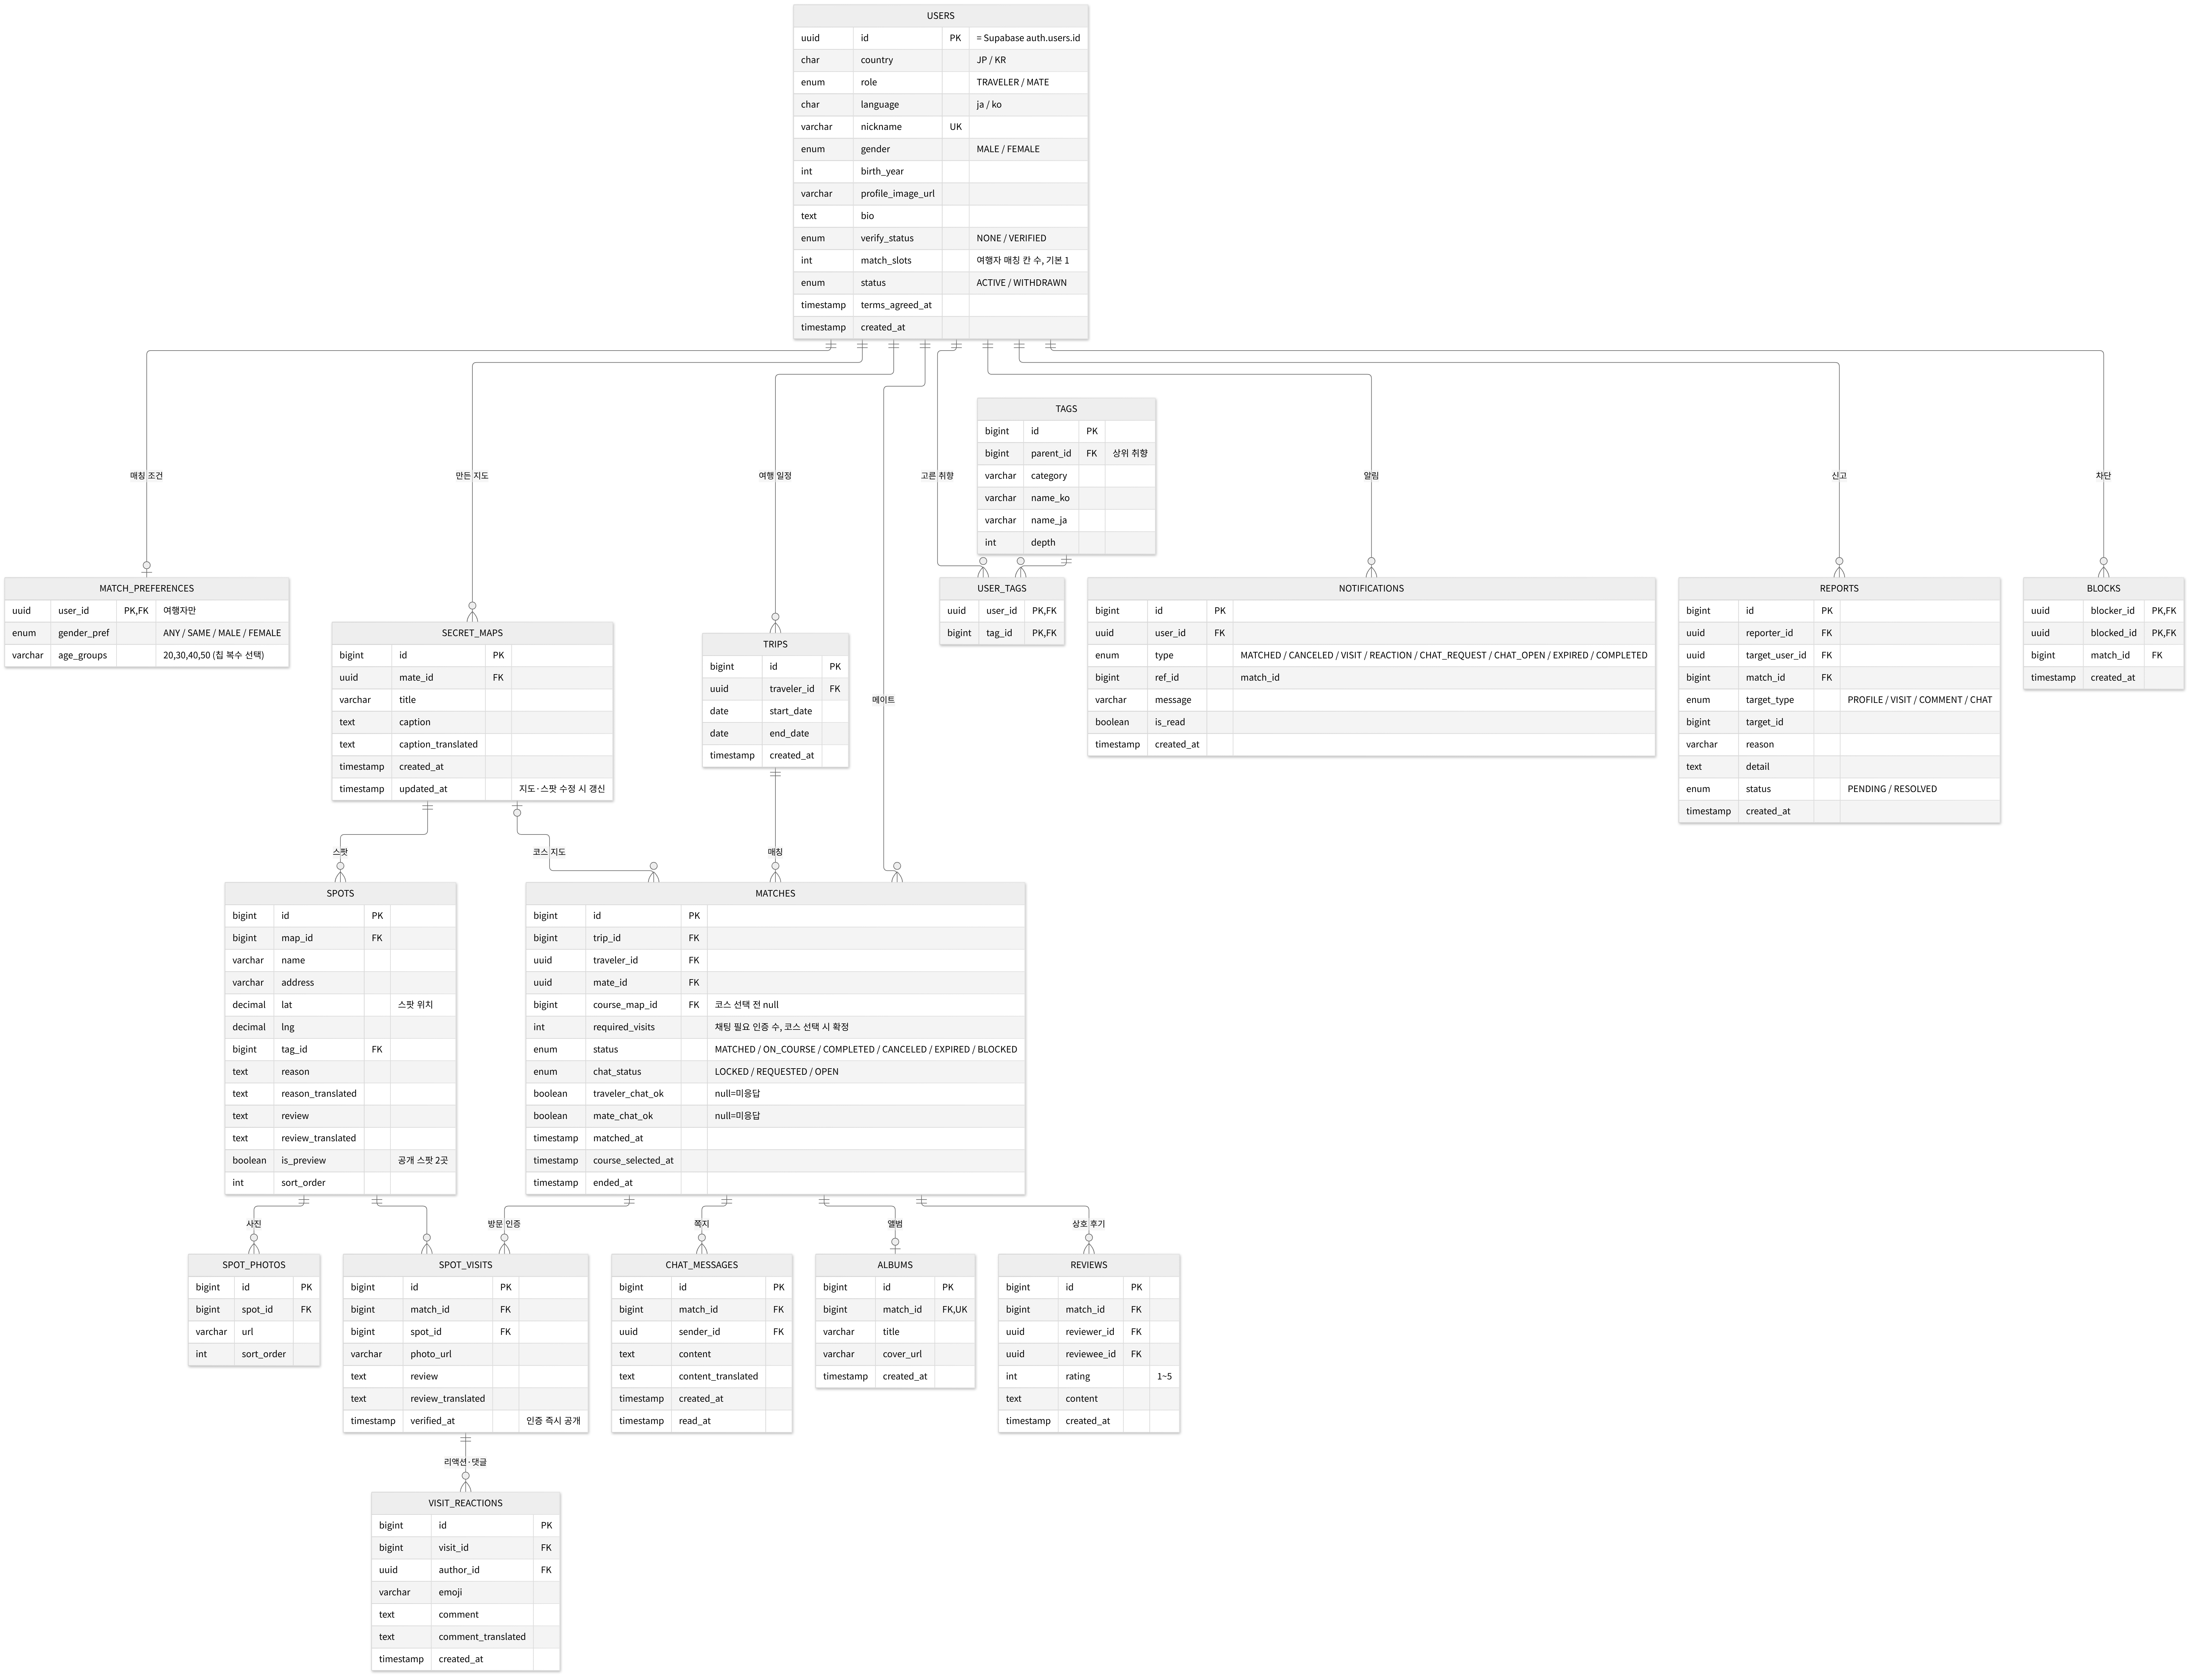 USERS
uuid id PK = Supabase auth.users.id
char country JP / KR
enum role TRAVELER / MATE
char language ja / ko
varchar nickname UK
enum gender MALE / FEMALE
int birth_year
varchar profile_image_url
text bio
enum verify_status NONE / VERIFIED
int match_slots 여행자 매칭 칸 수, 기본 1
enum status ACTIVE / WITHDRAWN
timestamp terms_agreed_at
timestamp created_at
TAGS
bigint id PK
bigint parent_id FK 상위 취향
varchar category
varchar name_ko
varchar name_ja
int depth
매칭 조건
만든 지도
여행 일정
고른 취향
알림
신고
차단
MATCH_PREFERENCES
uuid user_id PK,FK 여행자만
enum gender_pref ANY / SAME / MALE / FEMALE
varchar age_groups 20,30,40,50 (칩 복수 선택)
SECRET_MAPS
bigint id PK
uuid mate_id FK
varchar title
text caption
text caption_translated
timestamp created_at
timestamp updated_at 지도·스팟 수정 시 갱신
TRIPS
bigint id PK
uuid traveler_id FK
date start_date
date end_date
timestamp created_at
메이트
USER_TAGS
uuid user_id PK,FK
bigint tag_id PK,FK
NOTIFICATIONS
bigint id PK
uuid user_id FK
enum type MATCHED / CANCELED / VISIT / REACTION / CHAT_REQUEST / CHAT_OPEN / EXPIRED / COMPLETED
bigint ref_id match_id
varchar message
boolean is_read
timestamp created_at
REPORTS
bigint id PK
uuid reporter_id FK
uuid target_user_id FK
bigint match_id FK
enum target_type PROFILE / VISIT / COMMENT / CHAT
bigint target_id
varchar reason
text detail
enum status PENDING / RESOLVED
timestamp created_at
BLOCKS
uuid blocker_id PK,FK
uuid blocked_id PK,FK
bigint match_id FK
timestamp created_at
스팟
코스 지도
매칭
SPOTS
bigint id PK
bigint map_id FK
varchar name
varchar address
decimal lat 스팟 위치
decimal lng
bigint tag_id FK
text reason
text reason_translated
text review
text review_translated
boolean is_preview 공개 스팟 2곳
int sort_order
MATCHES
bigint id PK
bigint trip_id FK
uuid traveler_id FK
uuid mate_id FK
bigint course_map_id FK 코스 선택 전 null
int required_visits 채팅 필요 인증 수, 코스 선택 시 확정
enum status MATCHED / ON_COURSE / COMPLETED / CANCELED / EXPIRED / BLOCKED
enum chat_status LOCKED / REQUESTED / OPEN
boolean traveler_chat_ok null=미응답
boolean mate_chat_ok null=미응답
timestamp matched_at
timestamp course_selected_at
timestamp ended_at
사진
방문 인증
쪽지
앨범
상호 후기
SPOT_PHOTOS
bigint id PK
bigint spot_id FK
varchar url
int sort_order
SPOT_VISITS
bigint id PK
bigint match_id FK
bigint spot_id FK
varchar photo_url
text review
text review_translated
timestamp verified_at 인증 즉시 공개
CHAT_MESSAGES
bigint id PK
bigint match_id FK
uuid sender_id FK
text content
text content_translated
timestamp created_at
timestamp read_at
ALBUMS
bigint id PK
bigint match_id FK,UK
varchar title
varchar cover_url
timestamp created_at
REVIEWS
bigint id PK
bigint match_id FK
uuid reviewer_id FK
uuid reviewee_id FK
int rating 1~5
text content
timestamp created_at
리액션·댓글
VISIT_REACTIONS
bigint id PK
bigint visit_id FK
uuid author_id FK
varchar emoji
text comment
text comment_translated
timestamp created_at